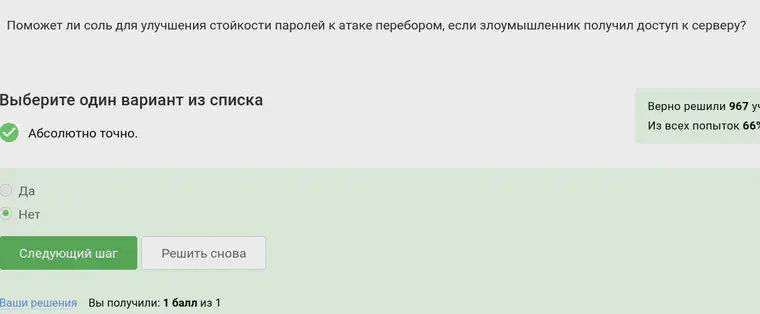 Поможет ли соль для улучшения стойкости паролей к атаке перебором, если злоумышленник получил доступ к серверу?
Выберите один вариант из списка
Верно решили 967 уч
Абсолютно точно.
Из всех попыток 66%
Да
Нет
Следующий шаг
Решить снова
Ваши решения Вы получили: 1 балл из 1